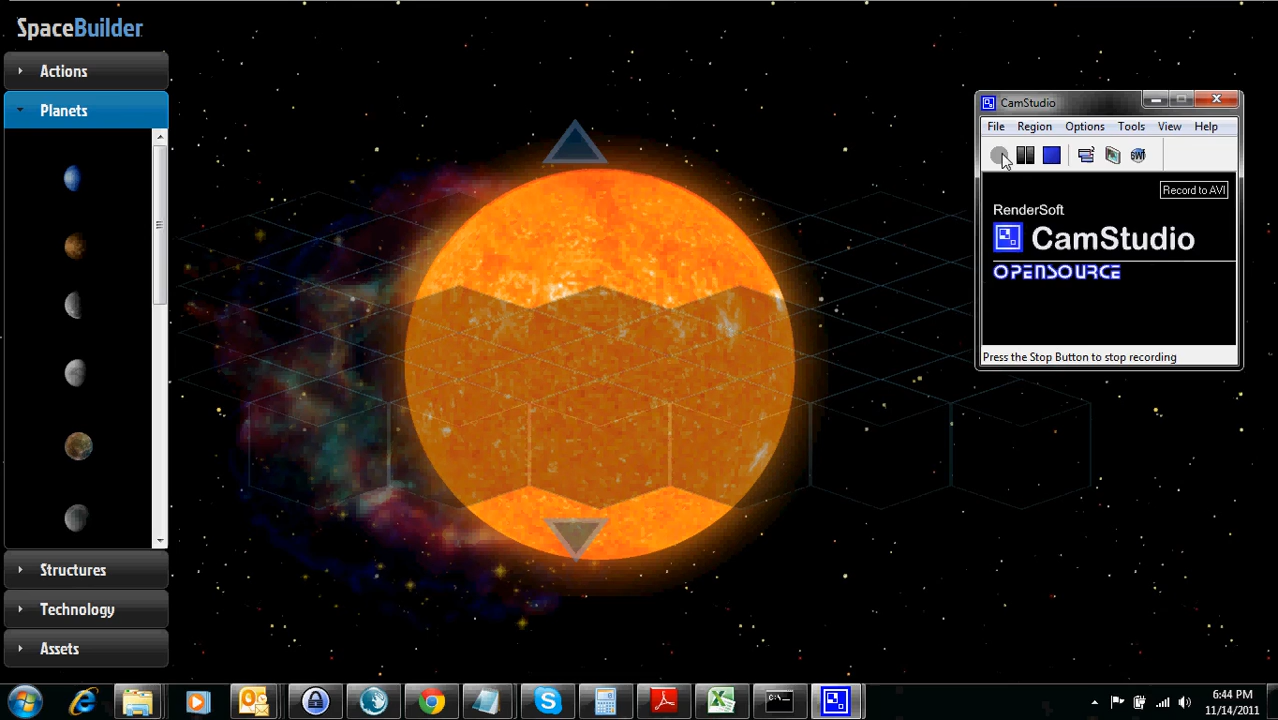 SpaceBuilder
Actions
Planets
Structures
Technology
Assets
CamStudio
File Region Options Tools View Help
Record to AVI
RenderSoft
CamStudio
OPENSOURCE
Press the Stop Button to stop recording
6:44 PM
11/14/2011